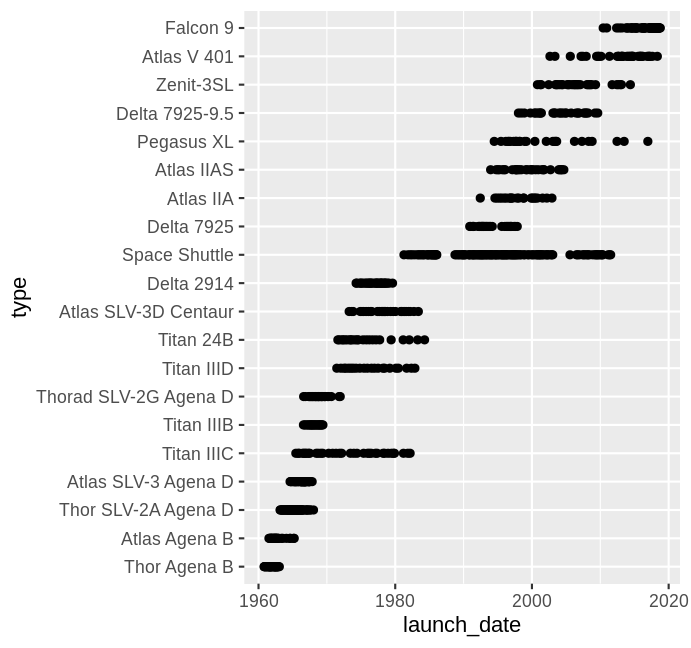 Falcon 9
Atlas V 401
Zenit-3SL
Delta 7925-9.5
Pegasus XL
Atlas IIAS
Atlas IIA
Delta 7925
Space Shuttle
Delta 2914
Atlas SLV-3D Centaur
Titan 24B
Titan IIID
Thorad SLV-2G Agena D
Titan IIIB
Titan IIIC
Atlas SLV-3 Agena D
Thor SLV-2A Agena D
Atlas Agena B
Thor Agena B
type
1960 1980 2000 2020
launch_date